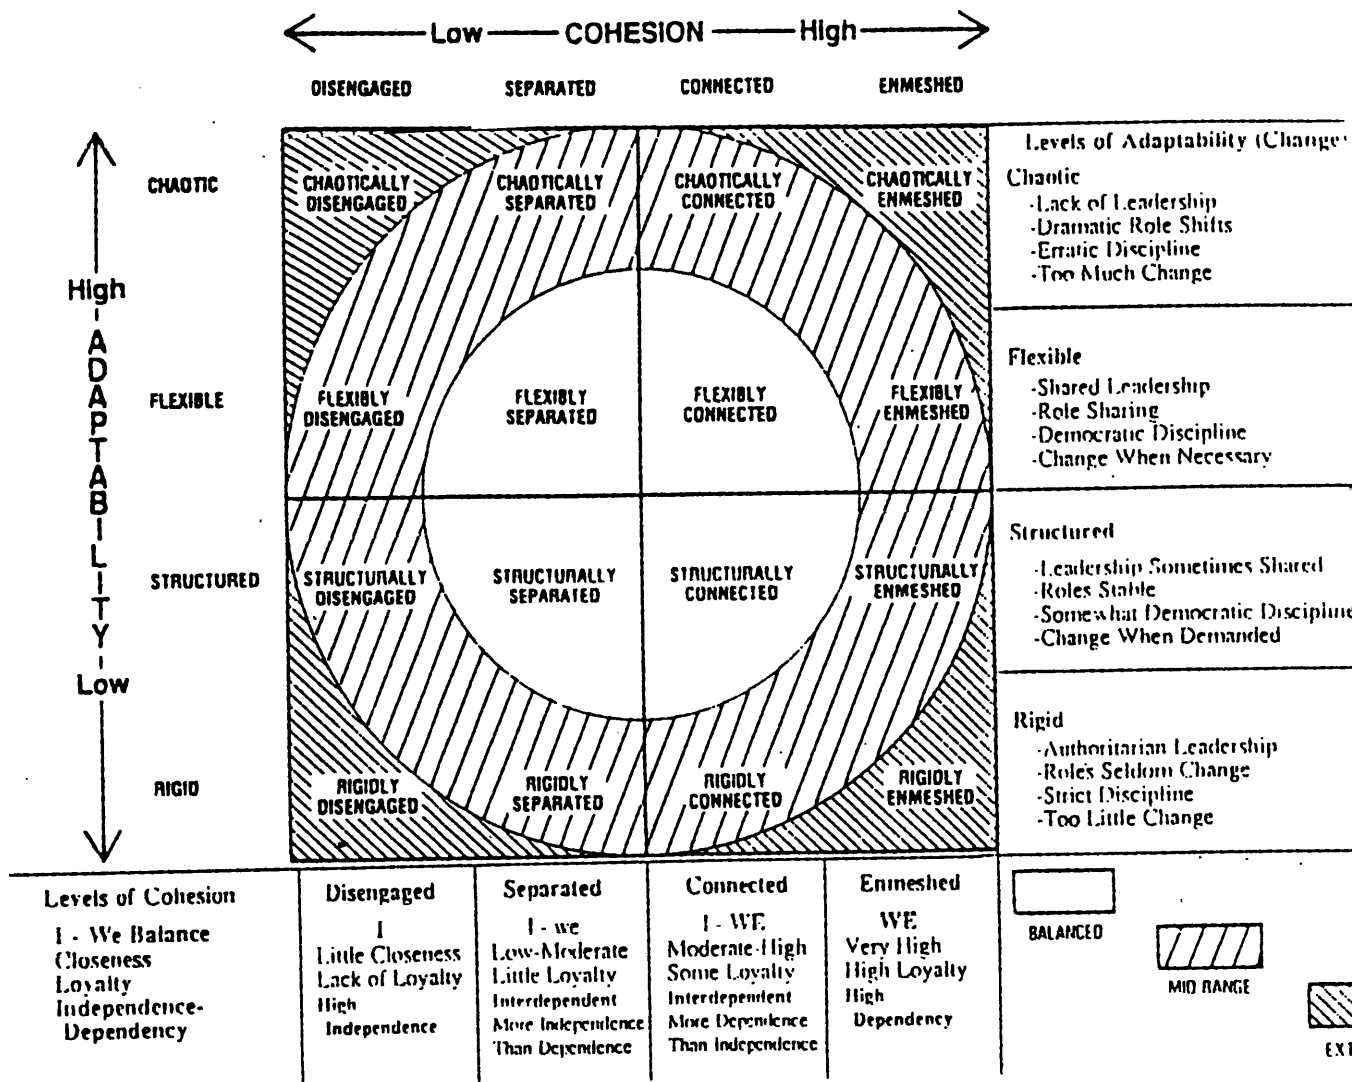 Low COHESION High
DISENGAGED SEPARATED CONNECTED ENMESHED
High
-ADAPTABILITY-
Low
CHAOTIC
FLEXIBLE
STRUCTURED
RIGID
CHAOTICALLY
DISENGAGED
CHAOTICALLY
SEPARATED
CHAOTICALLY
CONNECTED
CHAOTICALLY
ENMESHED
FLEXIBLY
DISENGAGED
FLEXIBLY
SEPARATED
FLEXIBLY
CONNECTED
FLEXIBLY
ENMESHED
STRUCTURALLY
DISENGAGED
STRUCTURALLY
SEPARATED
STRUCTURALLY
CONNECTED
STRUCTURALLY
ENMESHED
RIGIDLY
DISENGAGED
RIGIDLY
SEPARATED
RIGIDLY
CONNECTED
RIGIDLY
ENMESHED
Levels of Adaptability (Change
Chaotic
-Lack of Leadership
-Dramatic Role Shifts
-Erratic Discipline
-Too Much Change
Flexible
-Shared Leadership
-Role Sharing
-Democratic Discipline
-Change When Necessary
Structured
-Leadership Sometimes Shared
-Roles Stable
-Somewhat Democratic Discipline
-Change When Demanded
Rigid
-Authoritarian Leadership
-Role's Seldom Change
-Strict Discipline
-Too Little Change
Levels of Cohesion
I - We Balance
Closeness
Loyalty
Independence-
Dependency
Disengaged
I
Little Closeness
Lack of Loyalty
High
Independence
Separated
I - we
Low-Moderate
Little Loyalty
Interdependent
More Independence
Than Dependence
Connected
I - WE
Moderate-High
Some Loyalty
Interdependent
More Dependence
Than Independence
Enmeshed
WE
Very High
High Loyalty
High
Dependency
BALANCED
MID RANGE
EXT